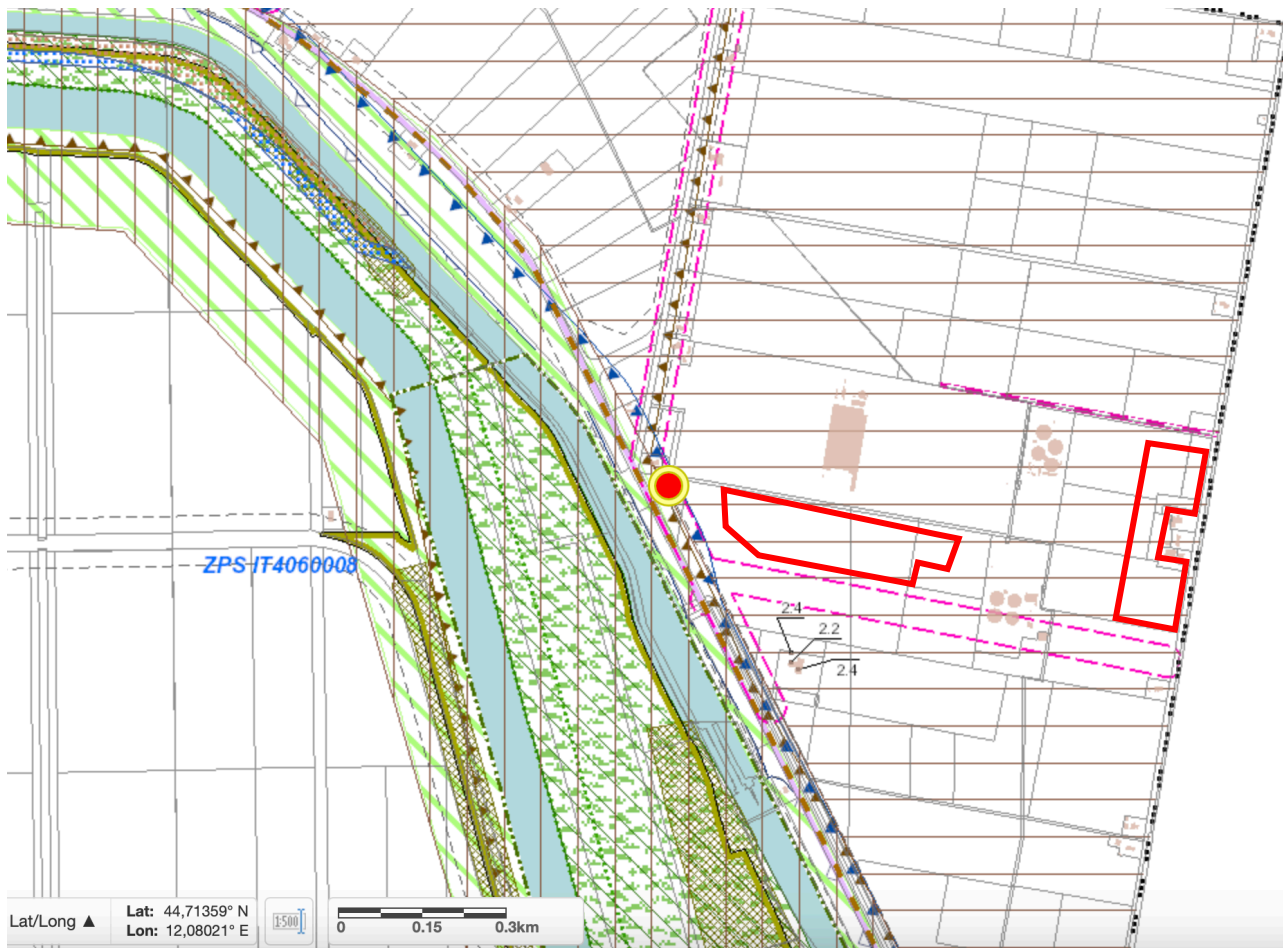 ZPS IT4060008
2.4
2.2
2.4
Lat/Long ▲
Lat: 44,71359° N
Lon: 12,08021° E
1:500
0 0.15 0.3km